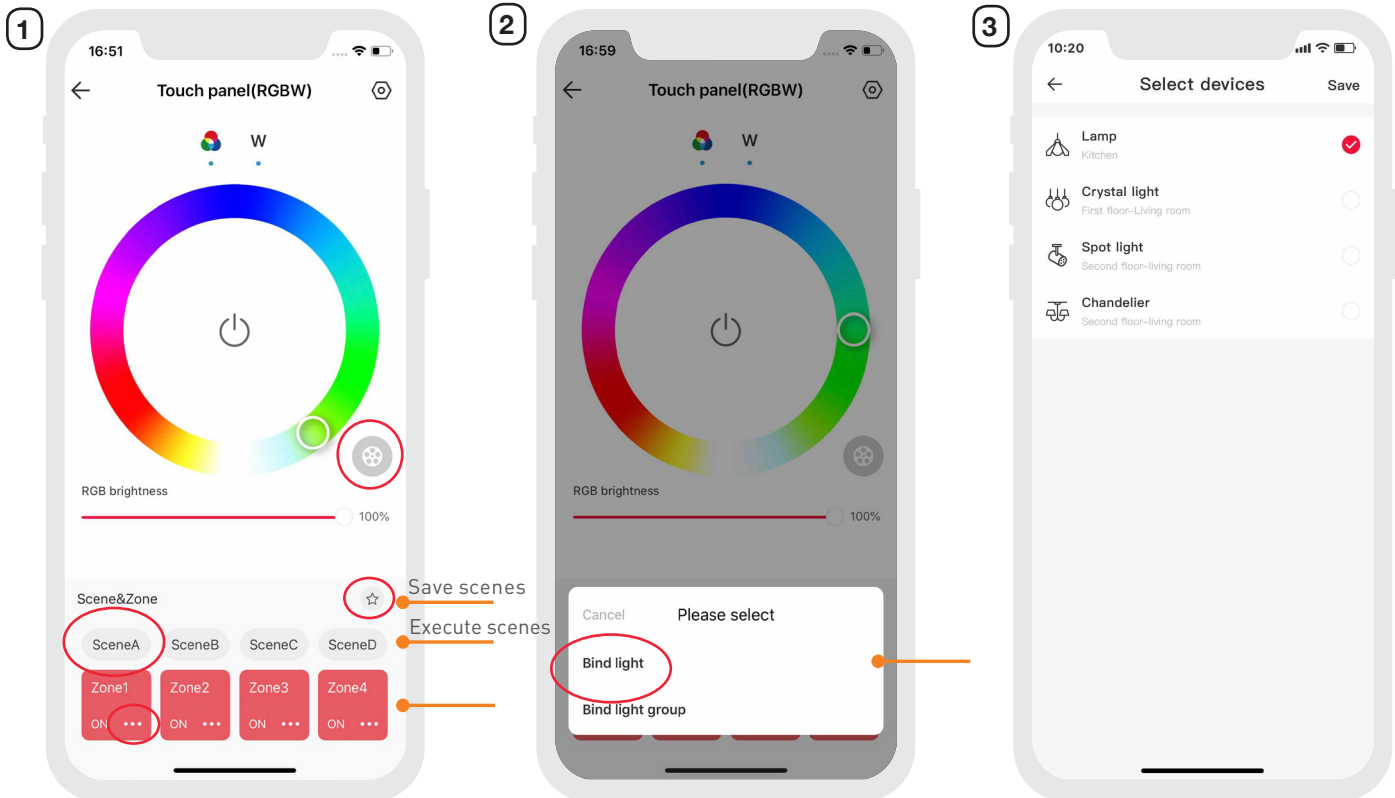 1
16:51
Touch panel(RGBW)
W
RGB brightness
100%
Scene&Zone
Save scenes
Execute scenes
SceneA SceneB SceneC SceneD
Zone1 Zone2 Zone3 Zone4
ON ON ON ON
2
16:59
Touch panel(RGBW)
W
RGB brightness
100%
Cancel Please select
Bind light
Bind light group
3
10:20
Select devices Save
Lamp
Kitchen
Crystal light
First floor-Living room
Spot light
Second floor-living room
Chandelier
Second floor-living room